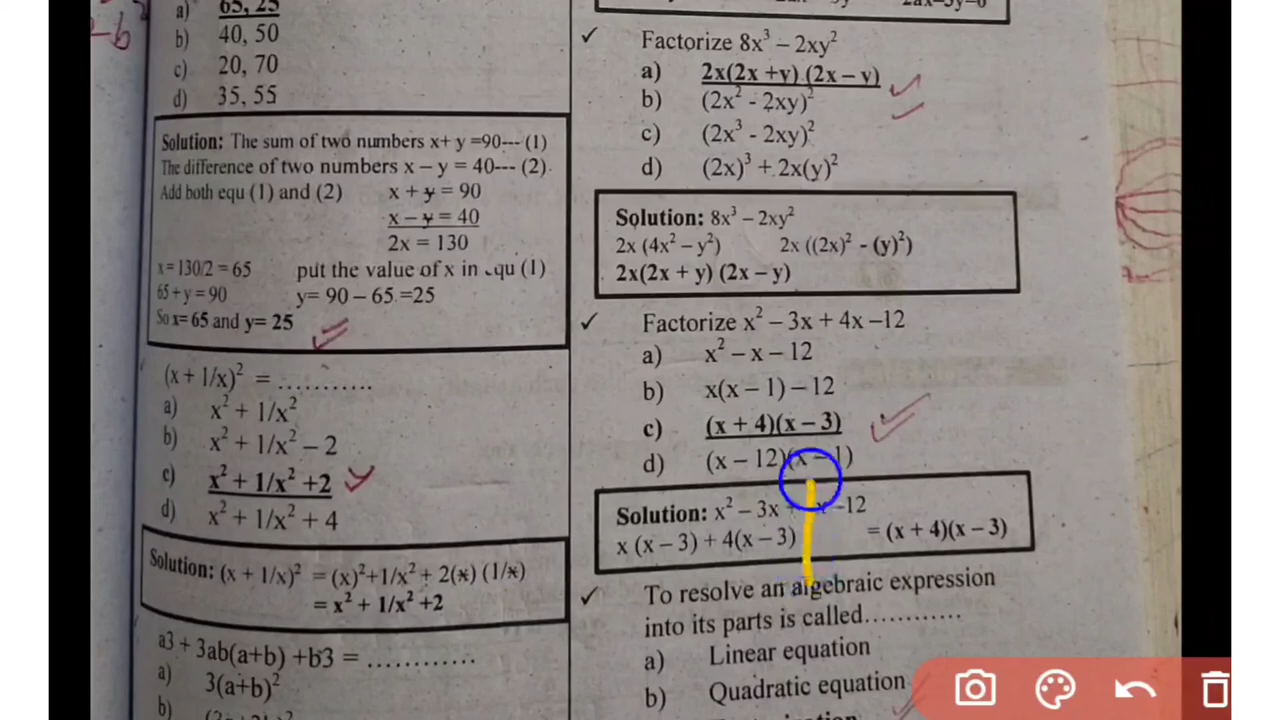 a) 65, 25
b) 40, 50
c) 20, 70
d) 35, 55
Solution: The sum of two numbers x+ y =90--- (1)
The difference of two numbers x – y = 40--- (2)
Add both equ (1) and (2) x + y = 90
x – y = 40
2x = 130
x = 130/2 = 65 put the value of x in equ (1)
65 + y = 90 y= 90 – 65 =25
So x= 65 and y= 25
(x + 1/x)² = ...........
a) x² + 1/x²
b) x² + 1/x² – 2
c) x² + 1/x² +2
d) x² + 1/x² + 4
Solution: (x + 1/x)² = (x)²+1/x² + 2(x) (1/x)
= x² + 1/x² +2
a3 + 3ab(a+b) +b3 = ............
a) 3(a+b)²
b)
Factorize 8x³ – 2xy²
a) 2x(2x +y) (2x – y)
b) (2x² - 2xy)²
c) (2x³ - 2xy)²
d) (2x)³ + 2x(y)²
Solution: 8x³ – 2xy²
2x (4x² – y²) 2x ((2x)² - (y)²)
2x(2x + y) (2x – y)
Factorize x² – 3x + 4x –12
a) x² – x – 12
b) x(x – 1) – 12
c) (x + 4)(x – 3)
d) (x – 12)(x – 1)
Solution: x² – 3x x –12
x (x – 3) + 4(x – 3) = (x + 4)(x – 3)
To resolve an algebraic expression
into its parts is called............
a) Linear equation
b) Quadratic equation